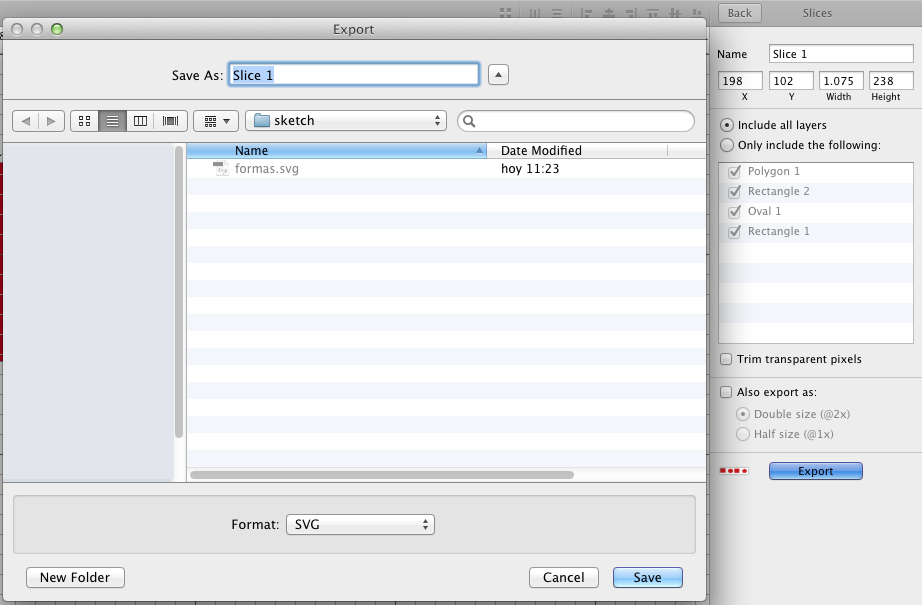 Export
Save As: Slice 1
sketch
Name Date Modified
formas.svg hoy 11:23
Format: SVG
New Folder Cancel Save
Back Slices
Name Slice 1
198 102 1.075 238
X Y Width Height
Include all layers
Only include the following:
Polygon 1
Rectangle 2
Oval 1
Rectangle 1
Trim transparent pixels
Also export as:
Double size (@2x)
Half size (@1x)
Export